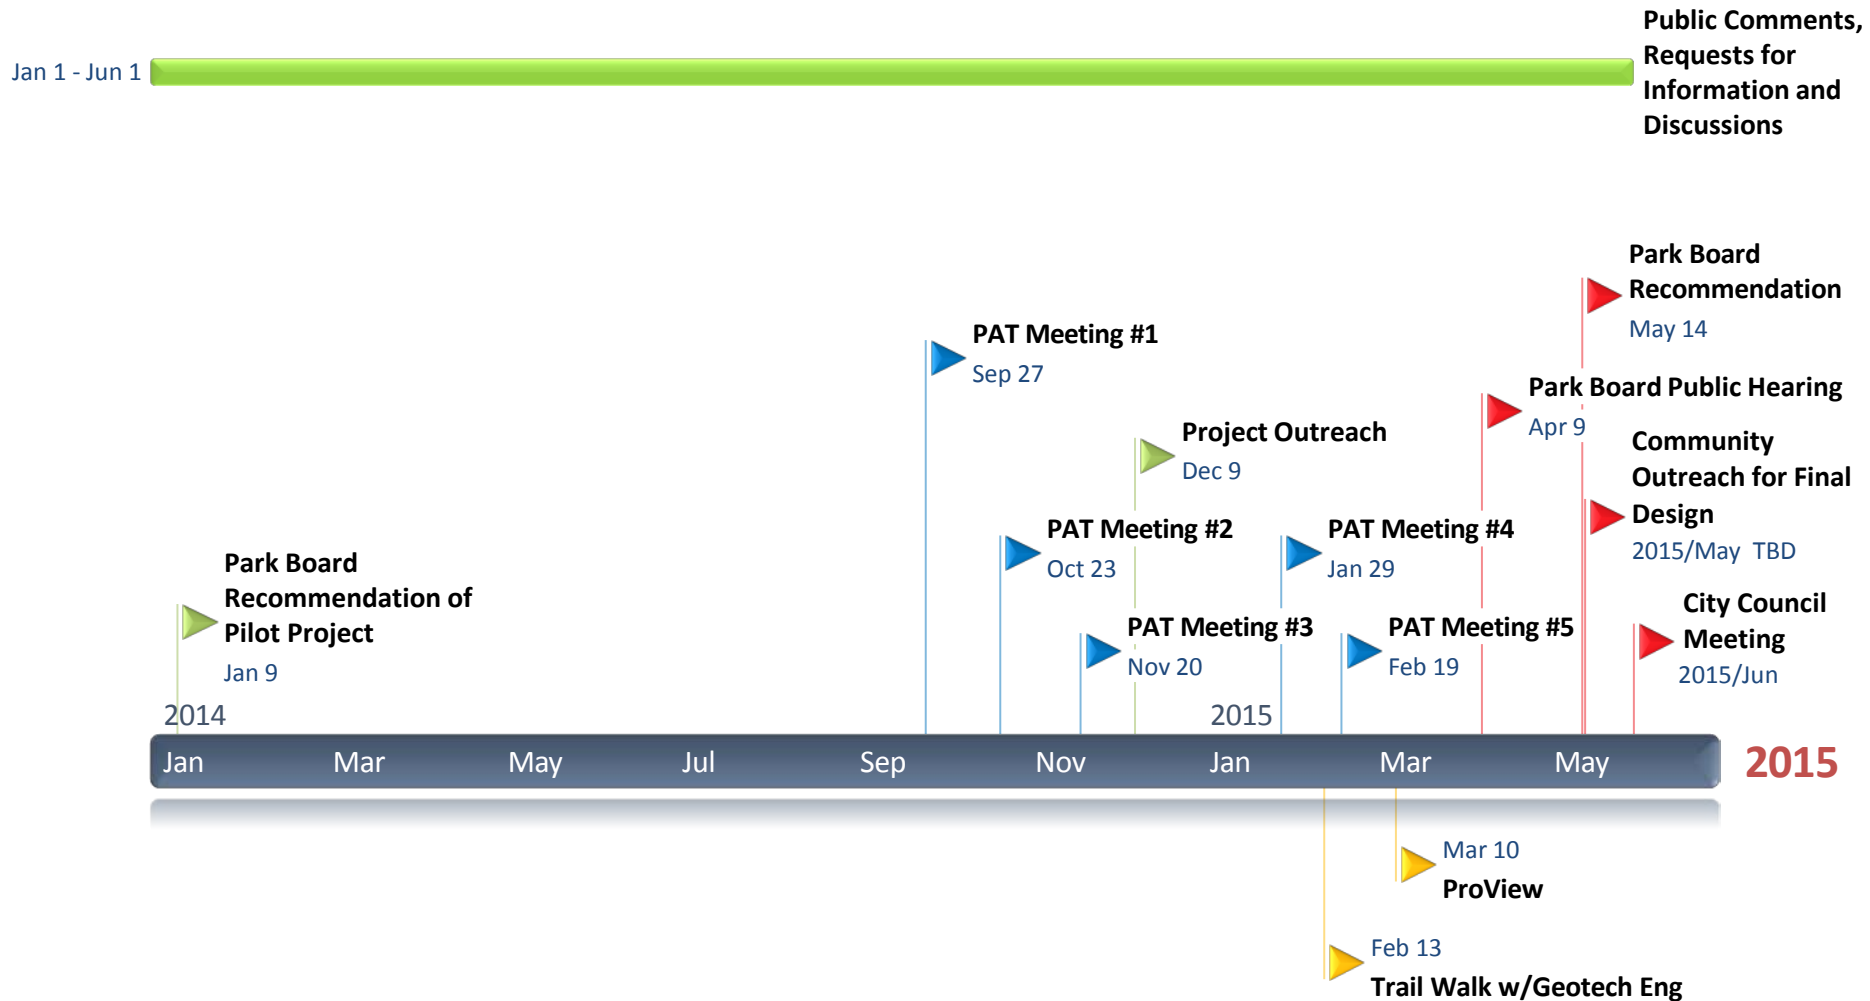 Public Comments,
Requests for
Information and
Discussions
Jan 1 - Jun 1
Park Board
Recommendation
May 14
PAT Meeting #1
Sep 27
Park Board Public Hearing
Apr 9
Project Outreach
Dec 9
Community
Outreach for Final
Design
2015/May  TBD
PAT Meeting #2
Oct 23
PAT Meeting #4
Jan 29
Park Board
Recommendation of
Pilot Project
Jan 9
City Council
Meeting
2015/Jun
PAT Meeting #3
Nov 20
PAT Meeting #5
Feb 19
2014
2015
Jan Mar May Jul Sep Nov Jan Mar May
2015
Mar 10
ProView
Feb 13
Trail Walk w/Geotech Eng